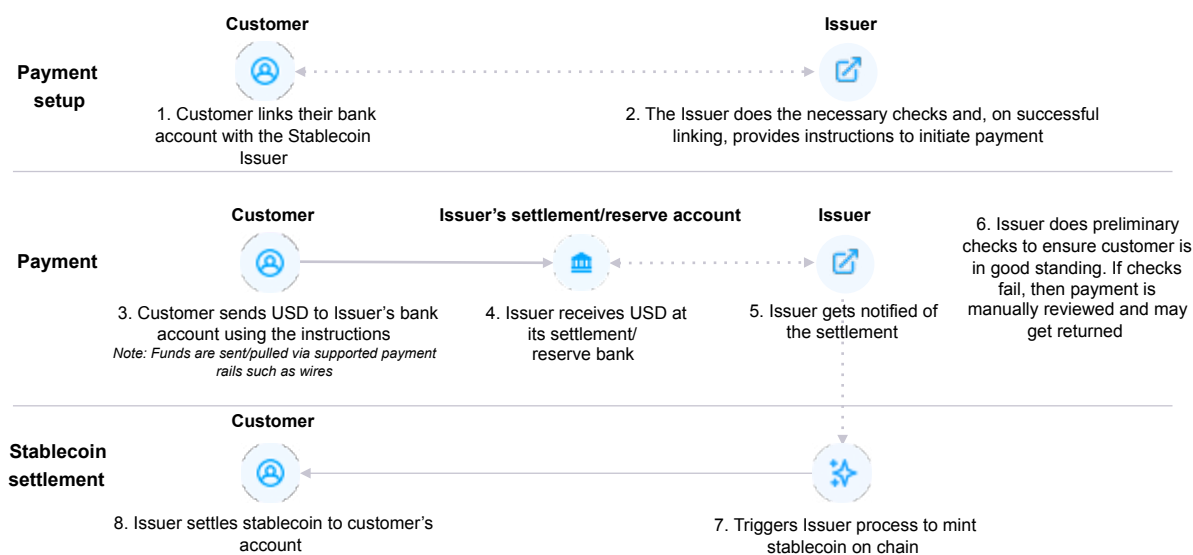 Customer
Issuer
Payment
setup
1. Customer links their bank
account with the Stablecoin
Issuer
2. The Issuer does the necessary checks and, on successful
linking, provides instructions to initiate payment
Customer
Issuer's settlement/reserve account
Issuer
Payment
3. Customer sends USD to Issuer's bank
account using the instructions
Note: Funds are sent/pulled via supported payment
rails such as wires
4. Issuer receives USD at
its settlement/
reserve bank
5. Issuer gets notified of
the settlement
6. Issuer does preliminary
checks to ensure customer is
in good standing. If checks
fail, then payment is
manually reviewed and may
get returned
Customer
Stablecoin
settlement
8. Issuer settles stablecoin to customer's
account
7. Triggers Issuer process to mint
stablecoin on chain